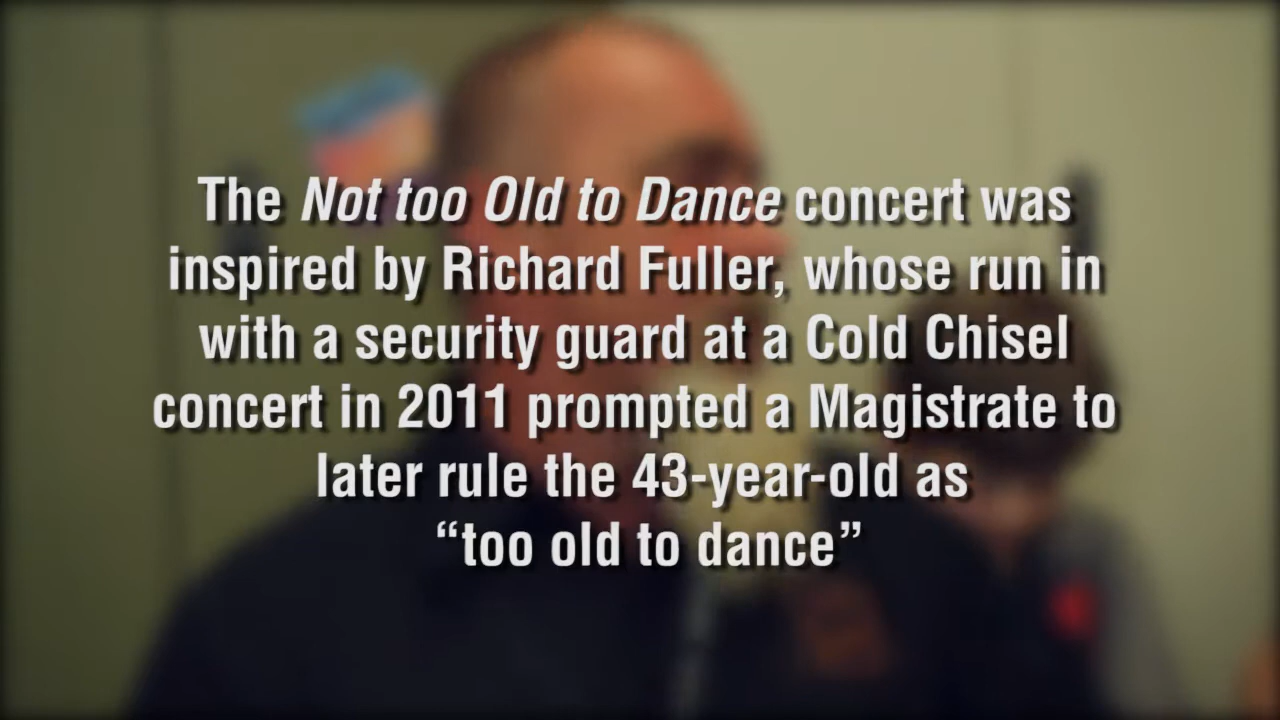 The Not too Old to Dance concert was
inspired by Richard Fuller, whose run in
with a security guard at a Cold Chisel
concert in 2011 prompted a Magistrate to
later rule the 43-year-old as
“too old to dance”